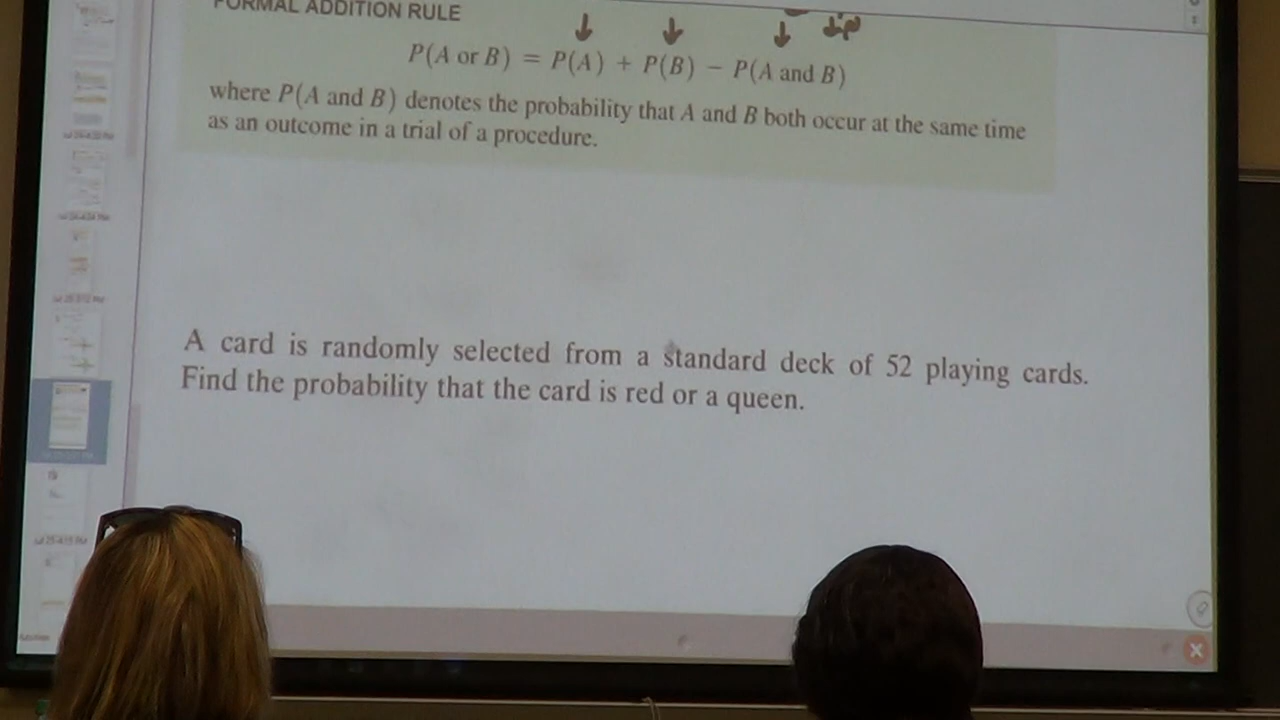 FORMAL ADDITION RULE
P(A or B) = P(A) + P(B) − P(A and B)
where P(A and B) denotes the probability that A and B both occur at the same time
as an outcome in a trial of a procedure.
A card is randomly selected from a standard deck of 52 playing cards.
Find the probability that the card is red or a queen.